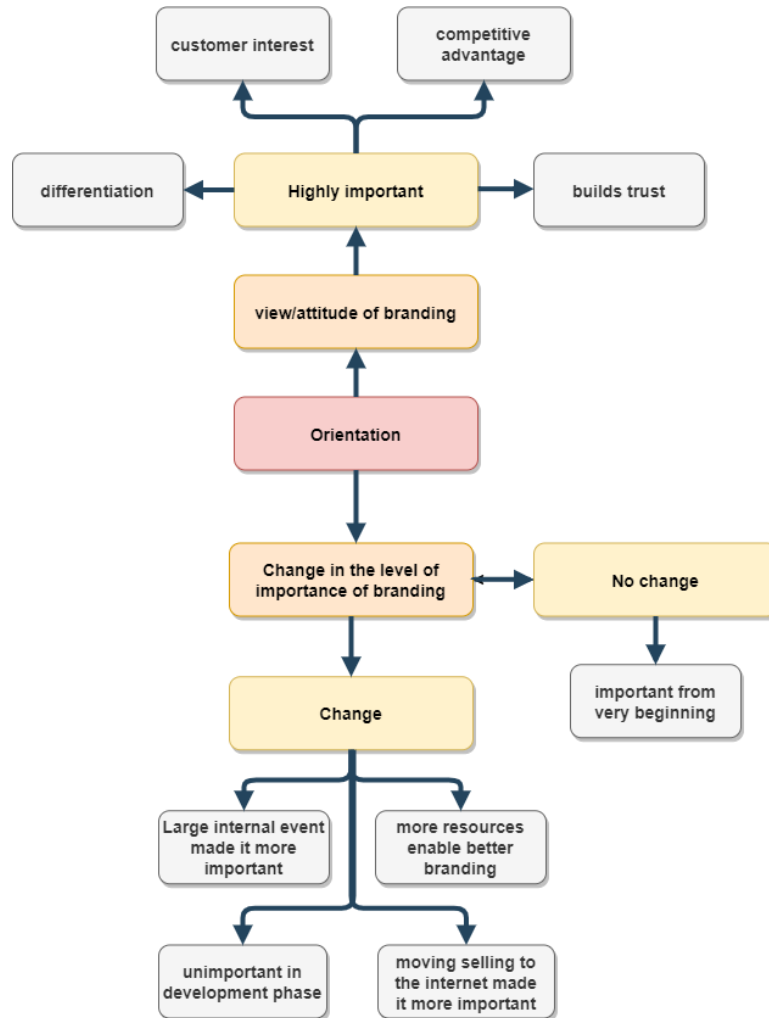 customer interest
competitive
advantage
differentiation
Highly important
builds trust
view/attitude of branding
Orientation
Change in the level of
importance of branding
No change
important from
very beginning
Change
Large internal event
made it more
important
more resources
enable better
branding
unimportant in
development phase
moving selling to
the internet made
it more important